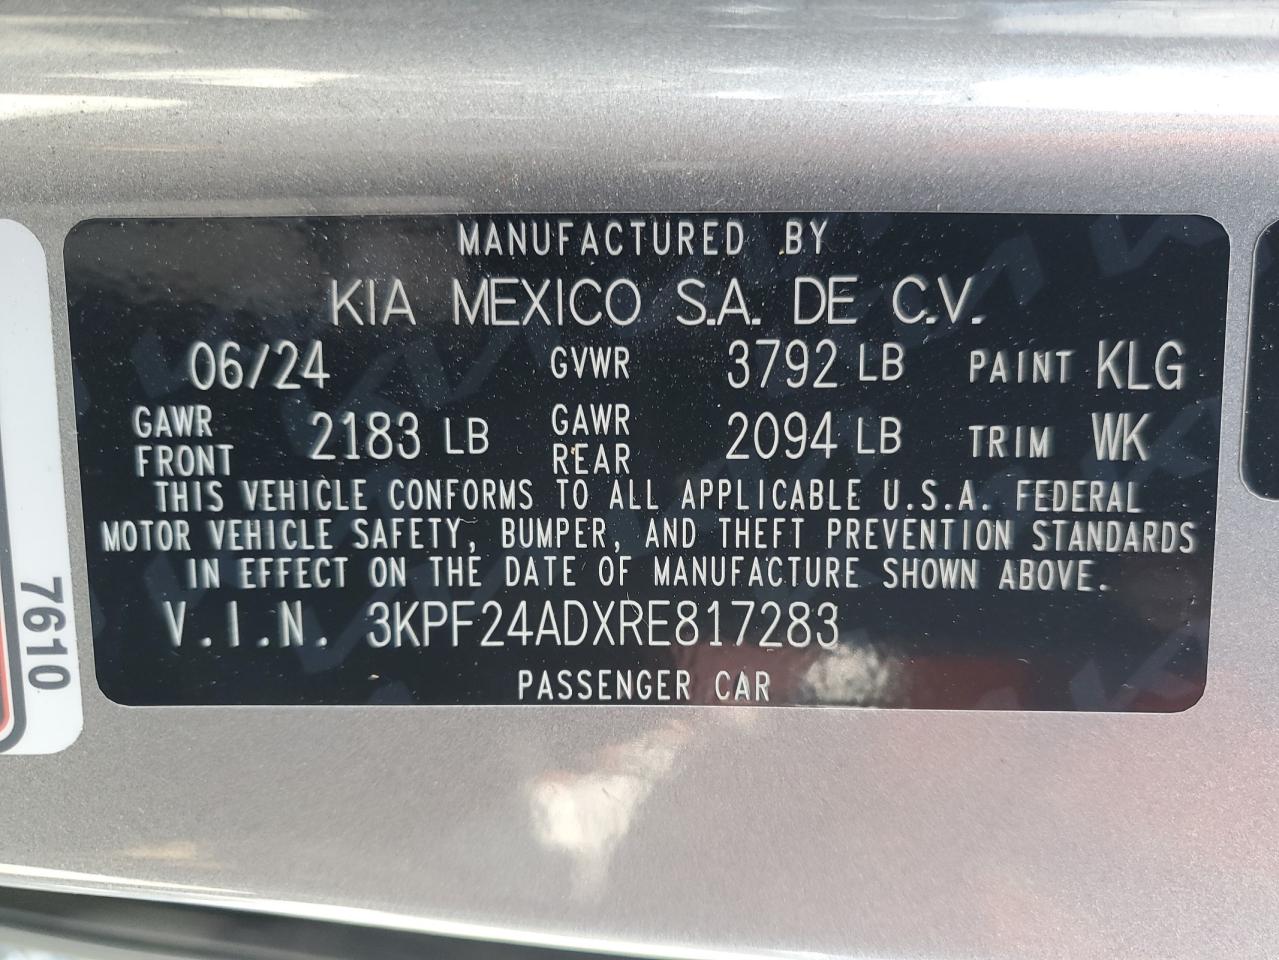 MANUFACTURED BY
KIA MEXICO S.A. DE C.V.
06/24 GVWR 3792 LB PAINT KLG
GAWR FRONT 2183 LB GAWR REAR 2094 LB TRIM WK
THIS VEHICLE CONFORMS TO ALL APPLICABLE U.S.A. FEDERAL
MOTOR VEHICLE SAFETY, BUMPER, AND THEFT PREVENTION STANDARDS
IN EFFECT ON THE DATE OF MANUFACTURE SHOWN ABOVE.
V.I.N. 3KPF24ADXRE817283
PASSENGER CAR
7610